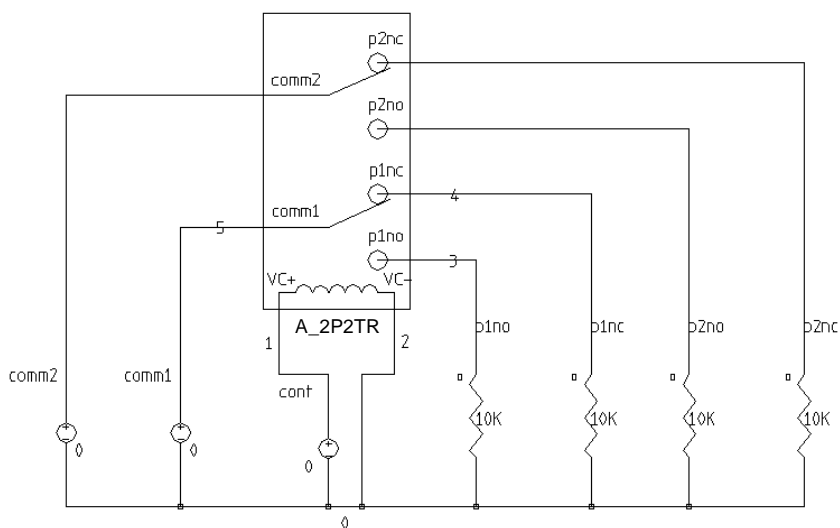 p2nc
comm2
p2no
p1nc
4
comm1
5
p1no
3
VC+
VC-
A_2P2TR
1
2
p1no
p1nc
p2no
p2nc
comm2
comm1
cont
10K
10K
10K
10K
0
0
0
0